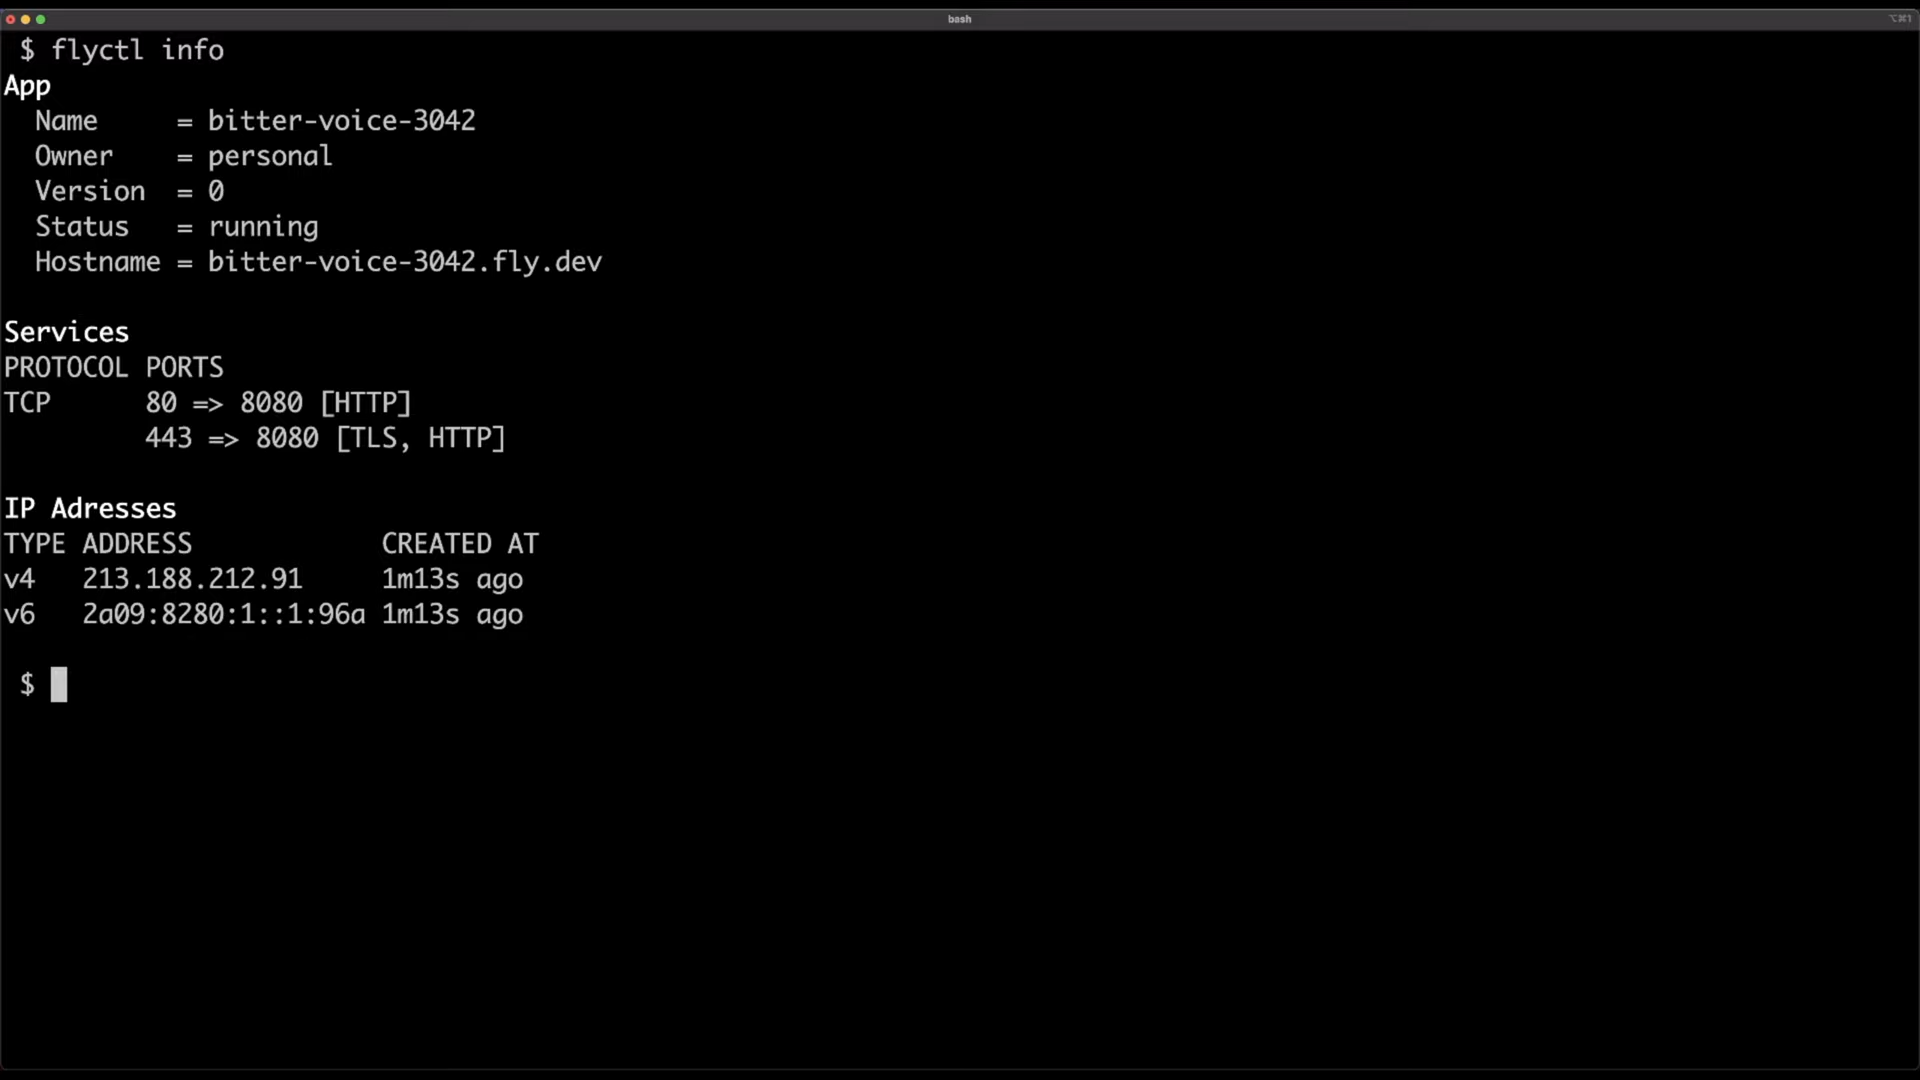 bash
⌥⌘1
$ flyctl info
App
Name = bitter-voice-3042
Owner = personal
Version = 0
Status = running
Hostname = bitter-voice-3042.fly.dev
Services
PROTOCOL PORTS
TCP 80 => 8080 [HTTP]
443 => 8080 [TLS, HTTP]
IP Adresses
TYPE ADDRESS CREATED AT
v4 213.188.212.91 1m13s ago
v6 2a09:8280:1::1:96a 1m13s ago
$